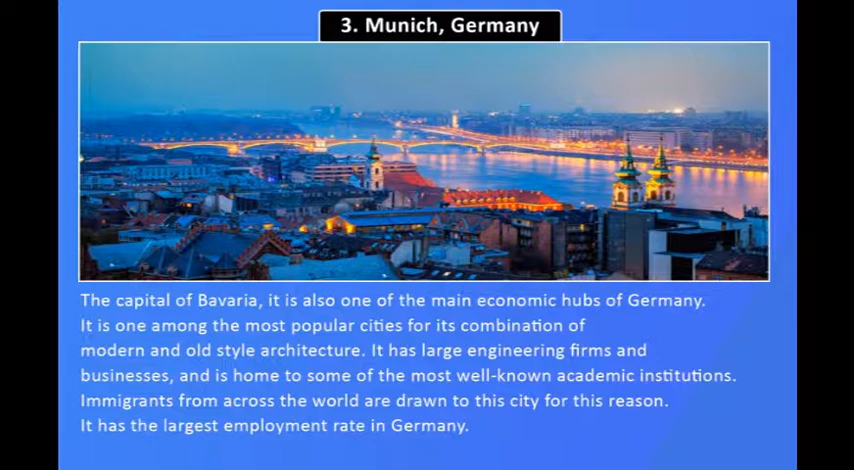 3. Munich, Germany
The capital of Bavaria, it is also one of the main economic hubs of Germany.
It is one among the most popular cities for its combination of
modern and old style architecture. It has large engineering firms and
businesses, and is home to some of the most well-known academic institutions.
Immigrants from across the world are drawn to this city for this reason.
It has the largest employment rate in Germany.